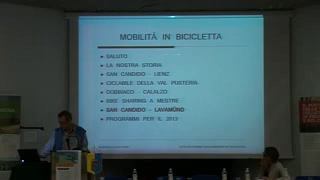 MOBILITÁ IN BICICLETTA
SALUTO
LA NOSTRA STORIA
SAN CANDIDO - LIENZ
CICLABILE DELLA VAL PUSTERIA
DOBBIACO - CALALZO
BIKE SHARING A MESTRE
SAN CANDIDO - LAVAMÜND
PROGRAMMI PER IL 2013